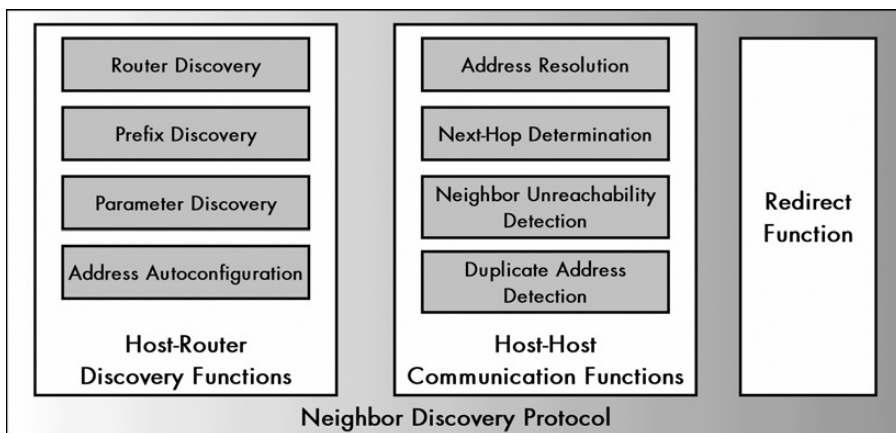 Router Discovery
Prefix Discovery
Parameter Discovery
Address Autoconfiguration
Host-Router
Discovery Functions
Address Resolution
Next-Hop Determination
Neighbor Unreachability
Detection
Duplicate Address
Detection
Host-Host
Communication Functions
Redirect
Function
Neighbor Discovery Protocol